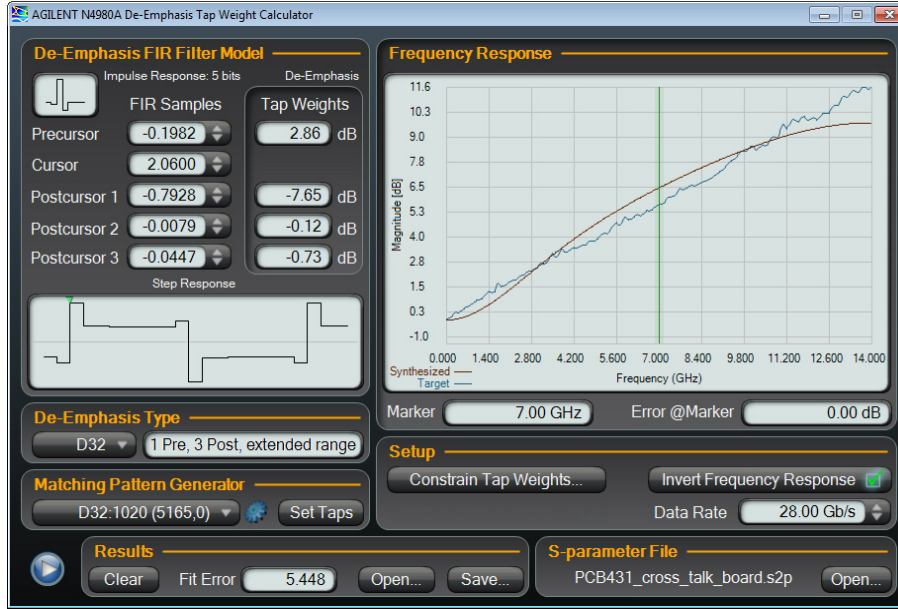 AGILENT N4980A De-Emphasis Tap Weight Calculator
De-Emphasis FIR Filter Model
Impulse Response: 5 bits
De-Emphasis
FIR Samples
Tap Weights
Precursor -0.1982 2.86 dB
Cursor 2.0600
Postcursor 1 -0.7928 -7.65 dB
Postcursor 2 -0.0079 -0.12 dB
Postcursor 3 -0.0447 -0.73 dB
Step Response
De-Emphasis Type
D32 1 Pre, 3 Post, extended range
Matching Pattern Generator
D32:1020 (5165,0) Set Taps
Frequency Response
Magnitude [dB]
11.6
10.3
9.0
7.8
6.5
5.3
4.0
2.8
1.5
0.3
-1.0
0.000 1.400 2.800 4.200 5.600 7.000 8.400 9.800 11.200 12.600 14.000
Synthesized
Target
Frequency (GHz)
Marker 7.00 GHz Error @Marker 0.00 dB
Setup
Constrain Tap Weights... Invert Frequency Response
Data Rate 28.00 Gb/s
Results
Clear Fit Error 5.448 Open... Save...
S-parameter File
PCB431_cross_talk_board.s2p Open...